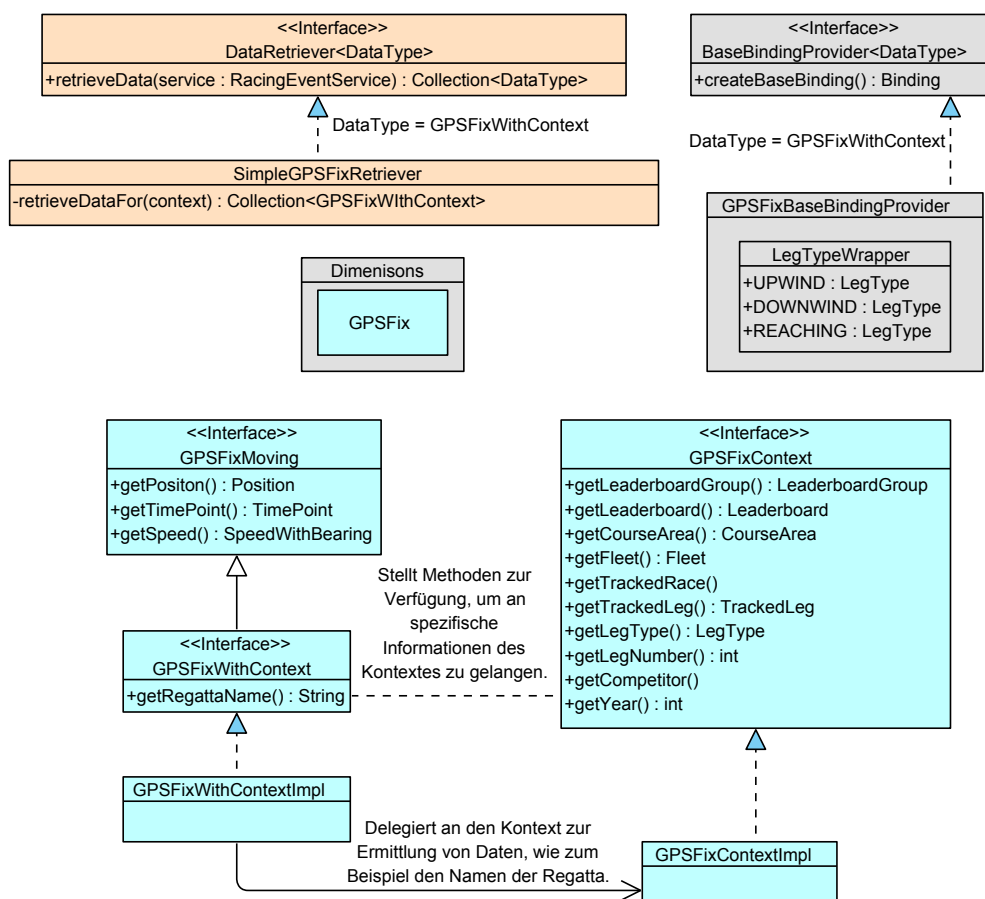 <<Interface>>
DataRetriever<DataType>
+retrieveData(service : RacingEventService) : Collection<DataType>
DataType = GPSFixWithContext
SimpleGPSFixRetriever
-retrieveDataFor(context) : Collection<GPSFixWIthContext>
<<Interface>>
BaseBindingProvider<DataType>
+createBaseBinding() : Binding
DataType = GPSFixWithContext
GPSFixBaseBindingProvider
LegTypeWrapper
+UPWIND : LegType
+DOWNWIND : LegType
+REACHING : LegType
Dimenisons
GPSFix
<<Interface>>
GPSFixMoving
+getPositon() : Position
+getTimePoint() : TimePoint
+getSpeed() : SpeedWithBearing
<<Interface>>
GPSFixContext
+getLeaderboardGroup() : LeaderboardGroup
+getLeaderboard() : Leaderboard
+getCourseArea() : CourseArea
+getFleet() : Fleet
+getTrackedRace()
+getTrackedLeg() : TrackedLeg
+getLegType() : LegType
+getLegNumber() : int
+getCompetitor()
+getYear() : int
Stellt Methoden zur
Verfügung, um an
spezifische
Informationen des
Kontextes zu gelangen.
<<Interface>>
GPSFixWithContext
+getRegattaName() : String
GPSFixWithContextImpl
Delegiert an den Kontext zur
Ermittlung von Daten, wie zum
Beispiel den Namen der Regatta.
GPSFixContextImpl